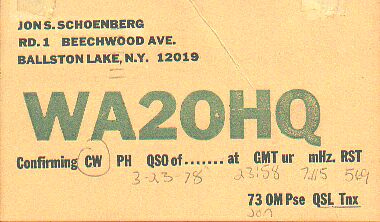 JON S. SCHOENBERG
RD. 1 BEECHWOOD AVE.
BALLSTON LAKE, N.Y. 12019
WA2OHQ
Confirming CW PH QSO of ....... at GMT ur mHz. RST
3-23-78 23:58 7.115 569
73 OM Pse QSL Tnx
Jon